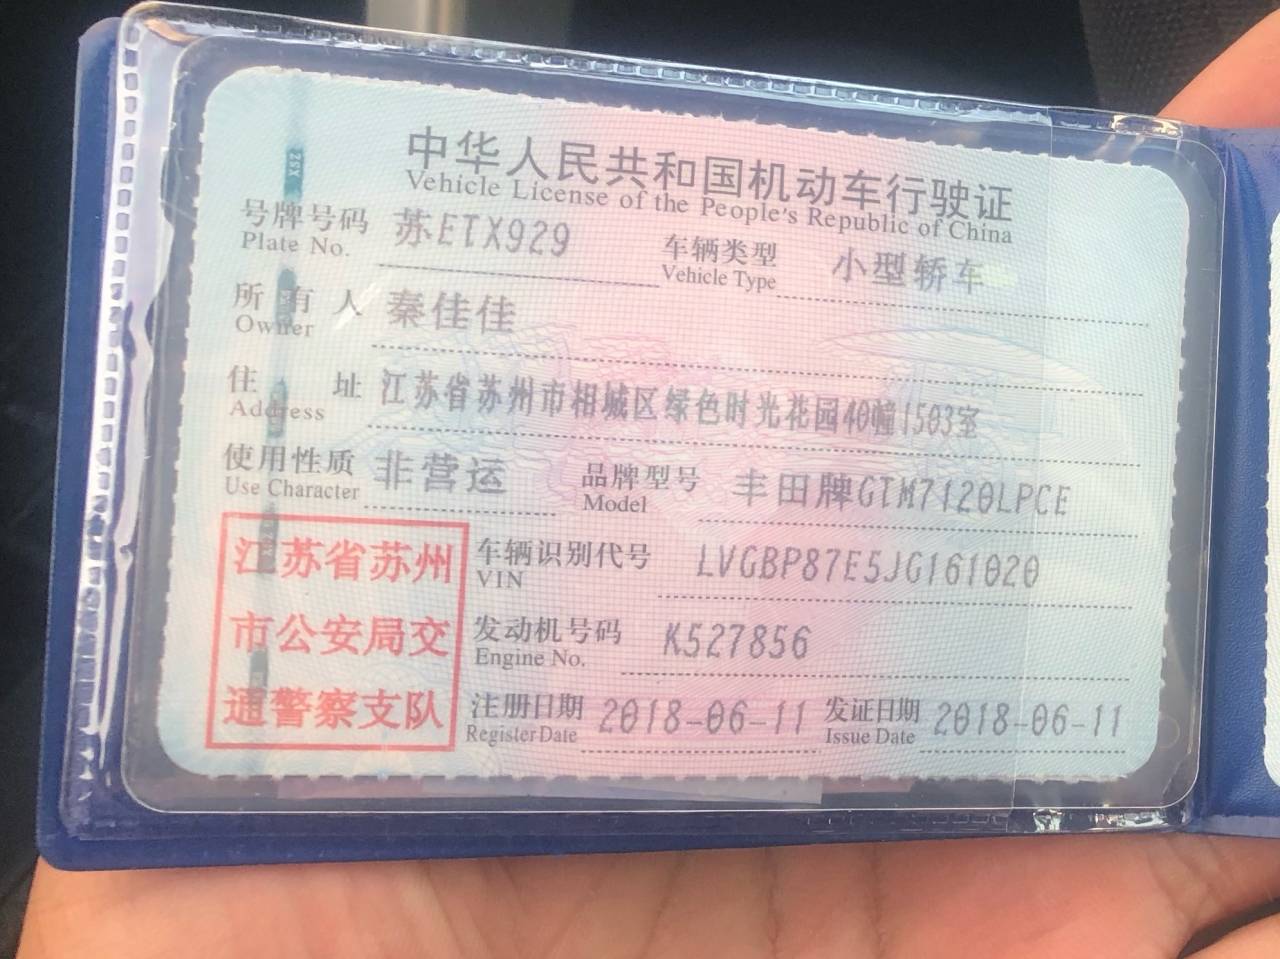 中华人民共和国机动车行驶证
Vehicle License of the People's Republic of China
号牌号码 苏ETX929 车辆类型 小型轿车
Plate No. Vehicle Type
所有人 秦佳佳
Owner
住址 江苏省苏州市相城区绿色时光花园40幢1503室
Address
使用性质 非营运 品牌型号 丰田牌GTM7120LPCE
Use Character Model
江苏省苏州
市公安局交
通警察支队
车辆识别代号 LVGBP87E5JG161020
VIN
发动机号码 K527856
Engine No.
注册日期 2018-06-11 发证日期 2018-06-11
Register Date Issue Date
XSZ